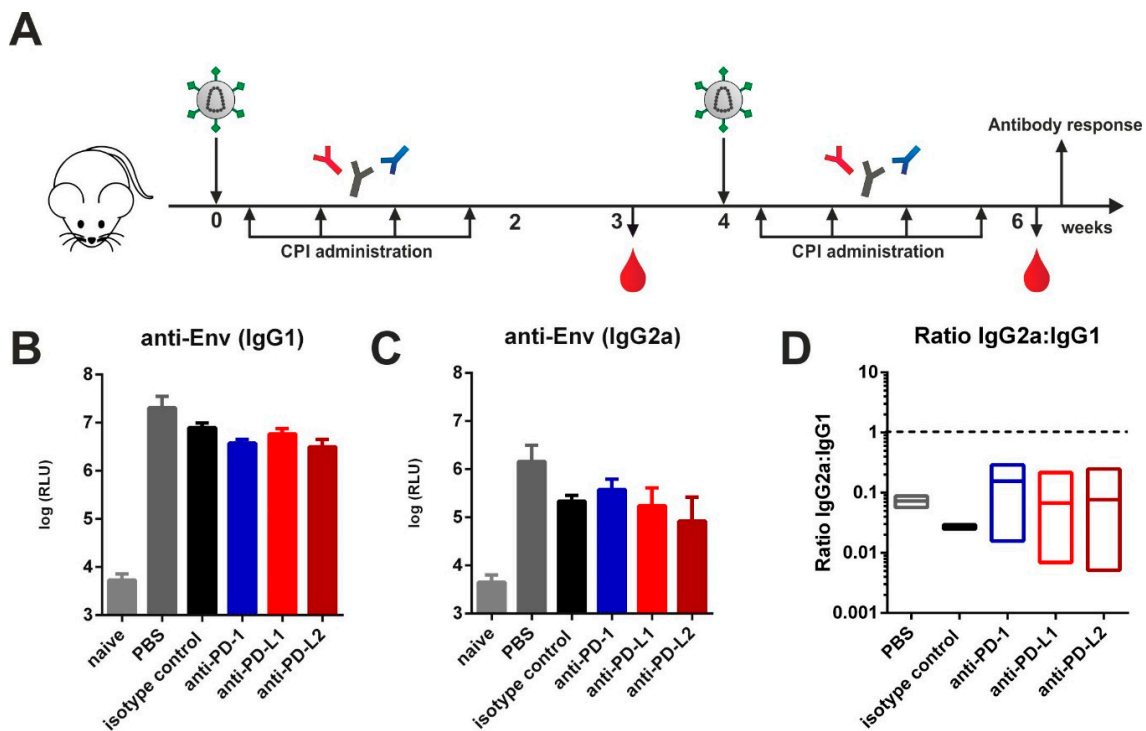 A
Antibody response
0
2
3
4
6
weeks
CPI administration
CPI administration
B
anti-Env (IgG1)
log (RLU)
8
7
6
5
4
3
naive
PBS
isotype control
anti-PD-1
anti-PD-L1
anti-PD-L2
C
anti-Env (IgG2a)
log (RLU)
8
7
6
5
4
3
naive
PBS
isotype control
anti-PD-1
anti-PD-L1
anti-PD-L2
D
Ratio IgG2a:IgG1
Ratio IgG2a:IgG1
10
1
0.1
0.01
0.001
PBS
isotype control
anti-PD-1
anti-PD-L1
anti-PD-L2